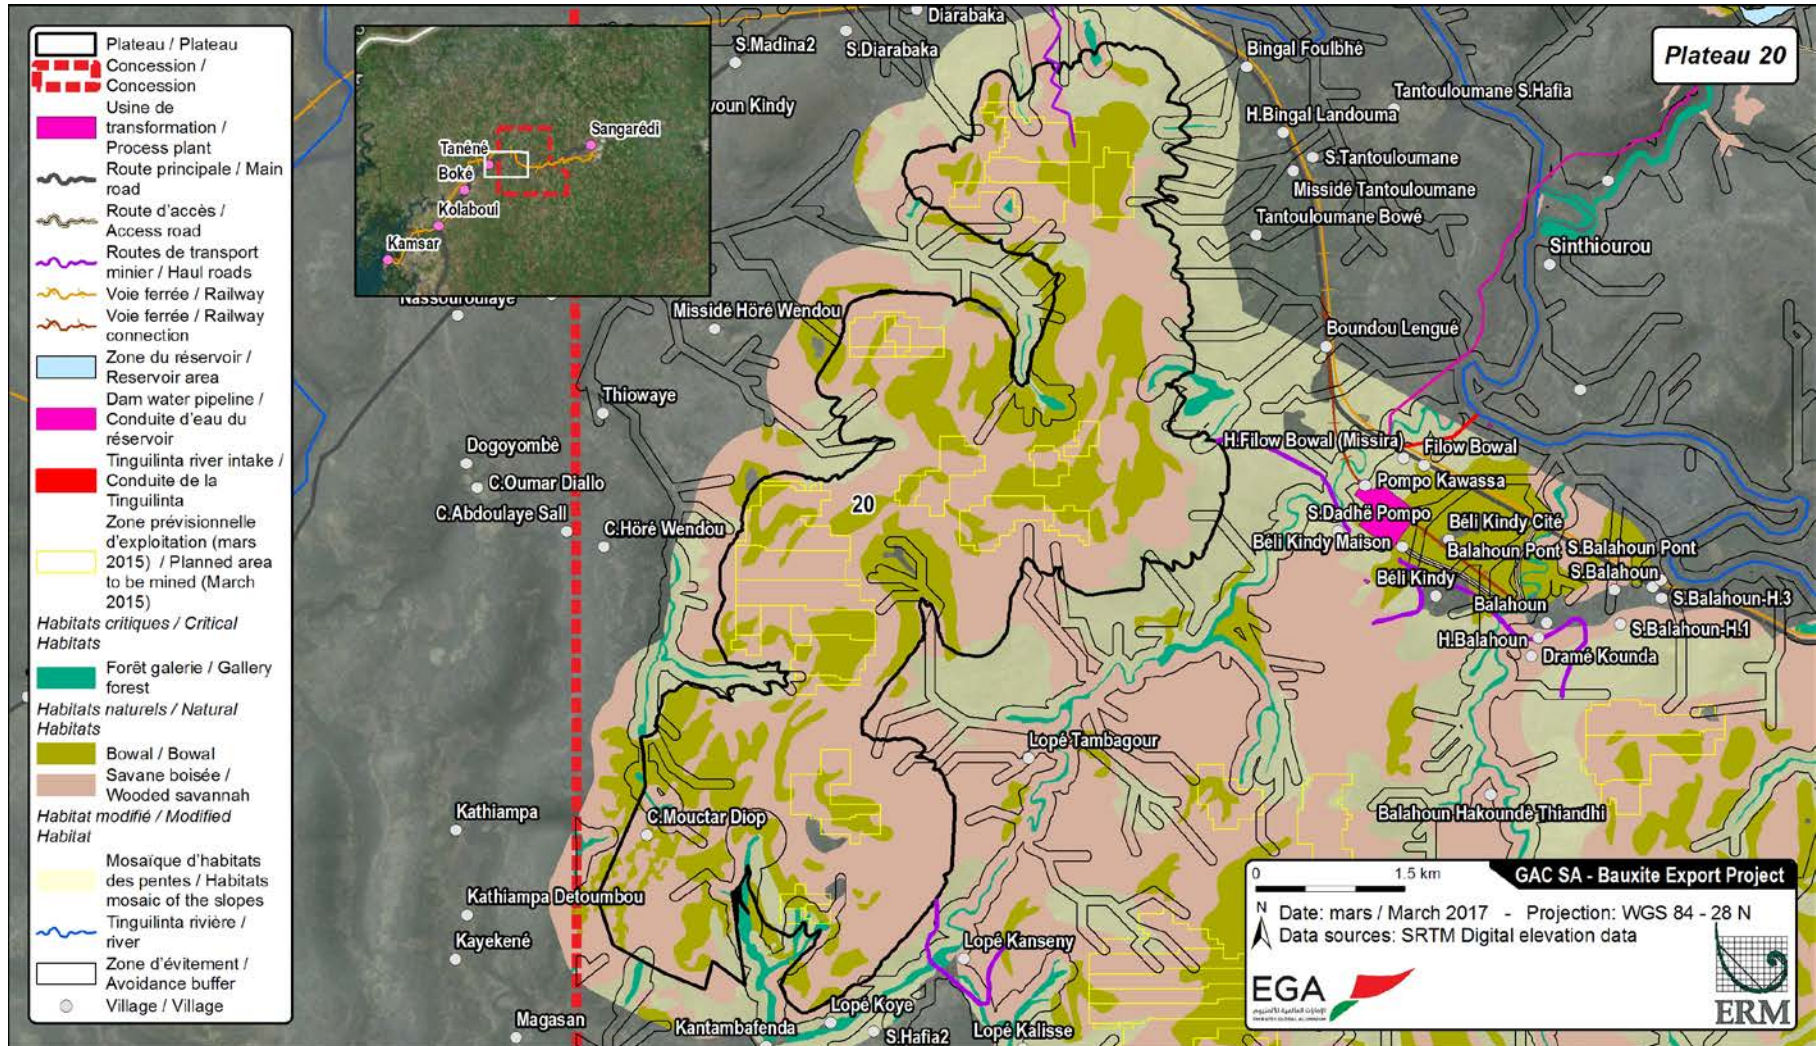 Plateau / Plateau
Concession /
Concession
Usine de
transformation /
Process plant
Route principale / Main
road
Route d'accès /
Access road
Routes de transport
minier / Haul roads
Voie ferrée / Railway
Voie ferrée / Railway
connection
Zone du réservoir /
Reservoir area
Dam water pipeline /
Conduite d'eau du
réservoir
Tinguilinta river intake /
Conduite de la
Tinguilinta
Zone prévisionnelle
d'exploitation (mars
2015) / Planned area
to be mined (March
2015)
Habitats critiques / Critical
Habitats
Forêt galerie / Gallery
forest
Habitats naturels / Natural
Habitats
Bowal / Bowal
Savane boisée /
Wooded savannah
Habitat modifié / Modified
Habitat
Mosaïque d'habitats
des pentes / Habitats
mosaic of the slopes
Tinguilinta rivière /
river
Zone d'évitement /
Avoidance buffer
Village / Village
Sangarédi
Tanéné
Boké
Kolaboui
Kamsar
Plateau 20
Diarabaka
S.Madina2
S.Diarabaka
Bingal Foulbhè
Kindy
Tantouloumane S.Hafia
H.Bingal Landouma
S.Tantouloumane
Missidé Tantouloumane
Tantouloumane Bowé
Sinthiourou
Nassouroulaye
Missidé Höré Wendou
Boundou Lengué
Thiowaye
Dogoyombè
H.Filow Bowal (Missira)
Filow Bowal
C.Oumar Diallo
Pompo Kawassa
20
C.Abdoulaye Sall
S.Dadhë Pompo
C.Höré Wendou
Béli Kindy Cité
Béli Kindy Maison
Balahoun Pont
S.Balahoun Pont
Béli Kindy
S.Balahoun
Balahoun
S.Balahoun-H.3
H.Balahoun
S.Balahoun-H.1
Dramé Kounda
Lopé Tambagour
Kathiampa
C.Mouctar Diop
Balahoun Hakoundè Thiandhi
Kathiampa Detoumbou
Kayekené
Lopé Kanseny
Lopé Koye
Magasan
Kantambafenda
S.Hafia2
Lopé Kalisse
0
1.5 km
GAC SA - Bauxite Export Project
N
Date: mars / March 2017 - Projection: WGS 84 - 28 N
Data sources: SRTM Digital elevation data
EGA
ERM